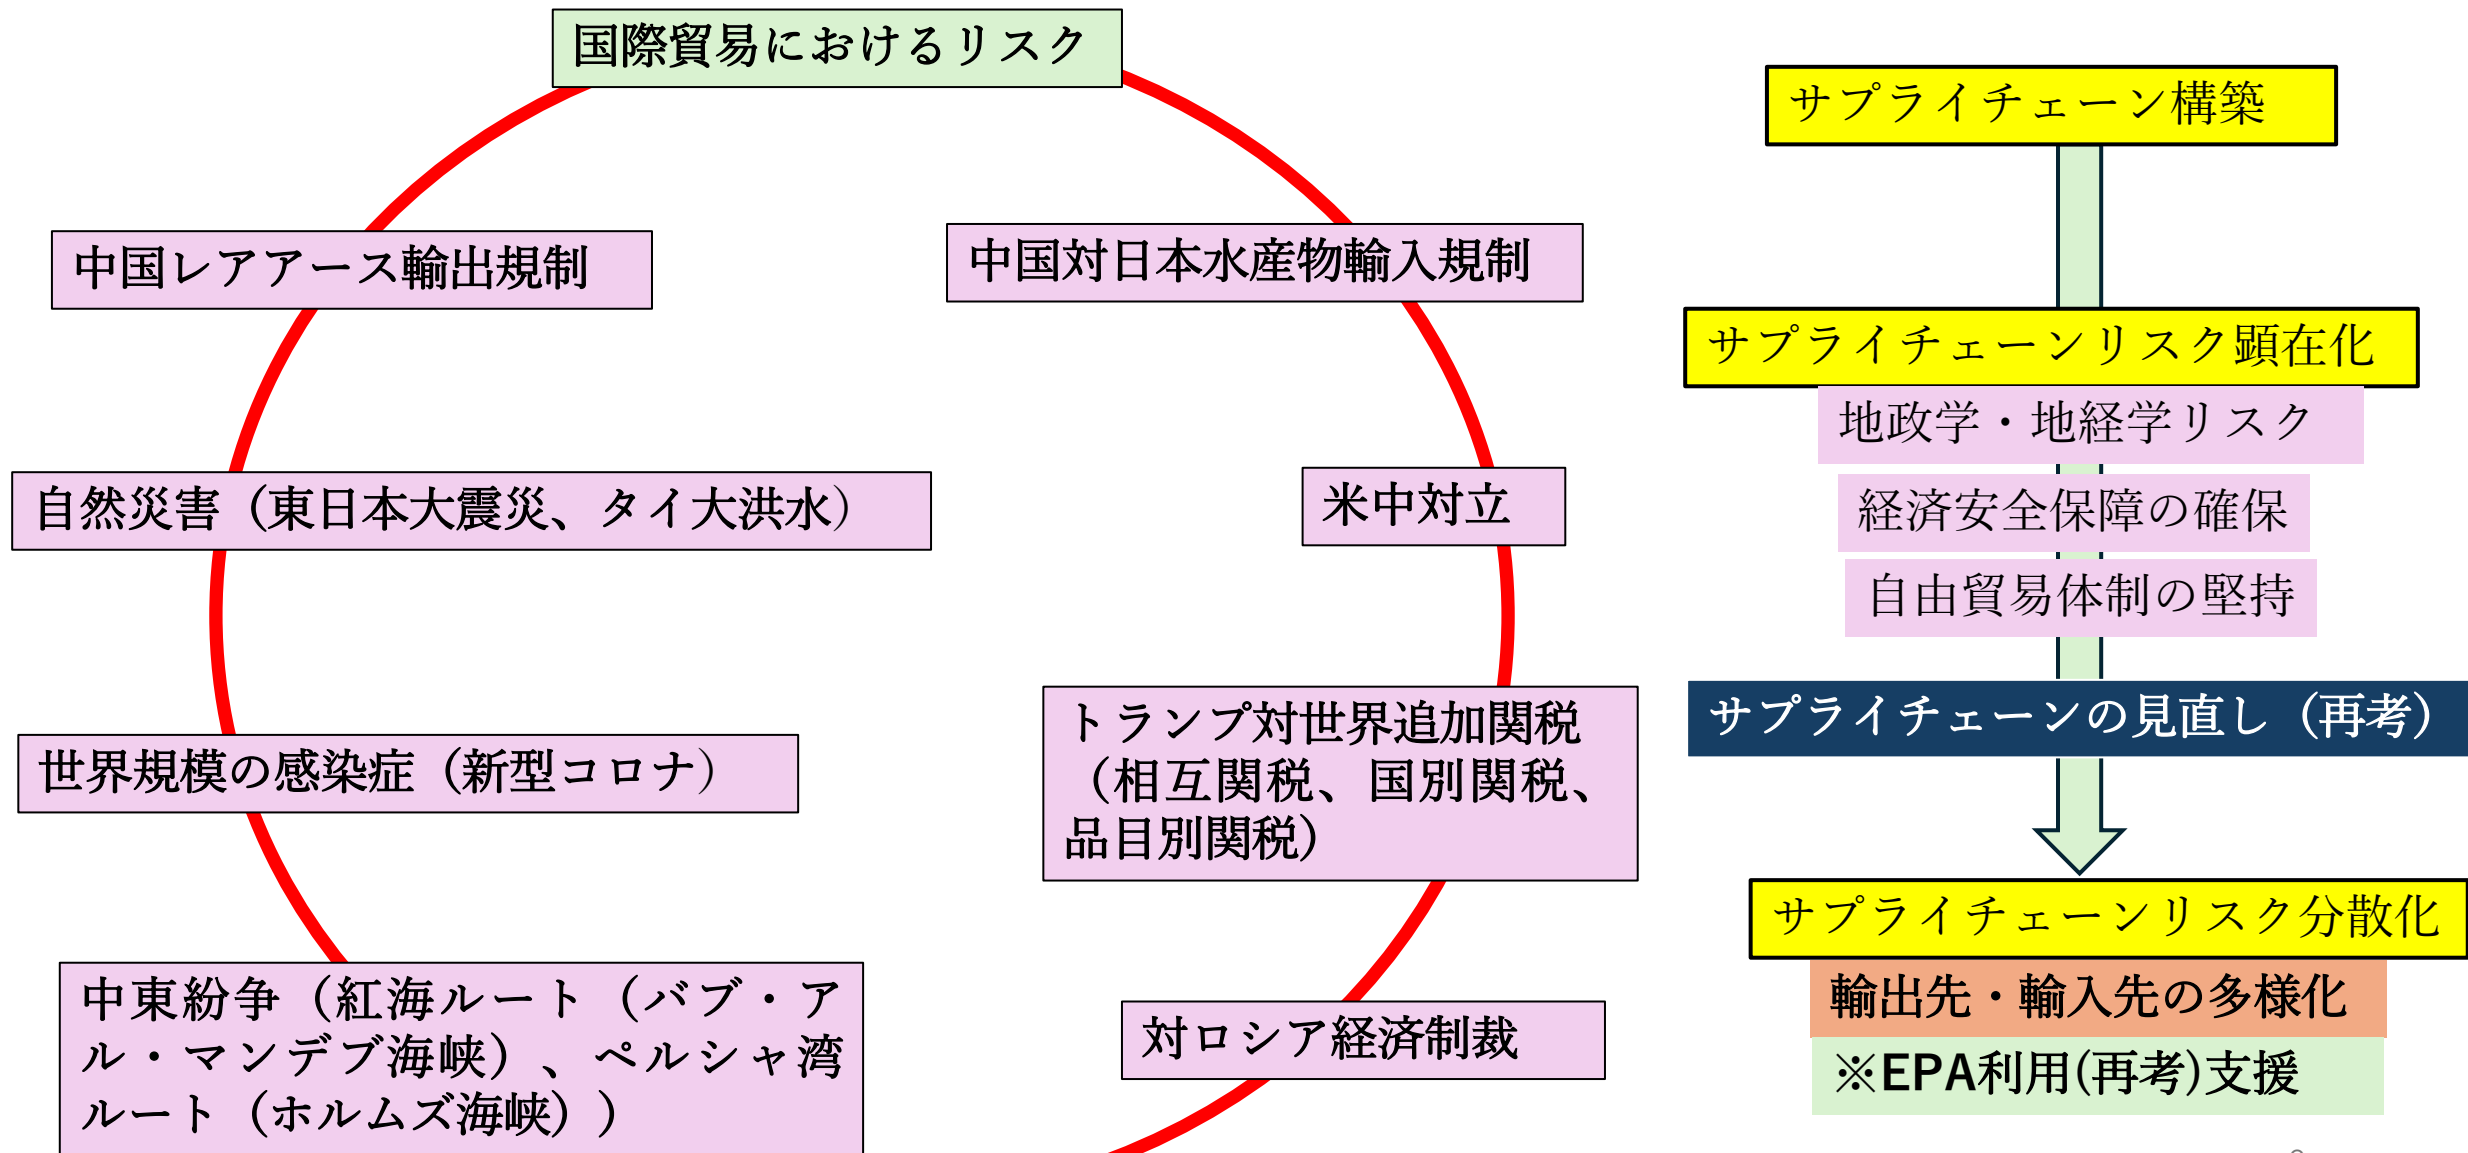 国際貿易におけるリスク
中国レアアース輸出規制
中国対日本水産物輸入規制
自然災害（東日本大震災、タイ大洪水）
米中対立
世界規模の感染症（新型コロナ）
トランプ対世界追加関税
（相互関税、国別関税、
品目別関税）
中東紛争（紅海ルート（バブ・ア
ル・マンデブ海峡）、ペルシャ湾
ルート（ホルムズ海峡））
対ロシア経済制裁
サプライチェーン構築
サプライチェーンリスク顕在化
地政学・地経学リスク
経済安全保障の確保
自由貿易体制の堅持
サプライチェーンの見直し（再考）
サプライチェーンリスク分散化
輸出先・輸入先の多様化
※EPA利用(再考)支援